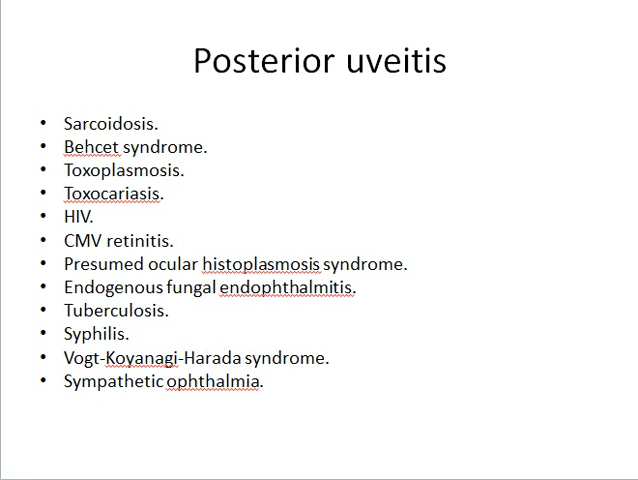 Posterior uveitis
• Sarcoidosis.
• Behcet syndrome.
• Toxoplasmosis.
• Toxocariasis.
• HIV.
• CMV retinitis.
• Presumed ocular histoplasmosis syndrome.
• Endogenous fungal endophthalmitis.
• Tuberculosis.
• Syphilis.
• Vogt-Koyanagi-Harada syndrome.
• Sympathetic ophthalmia.